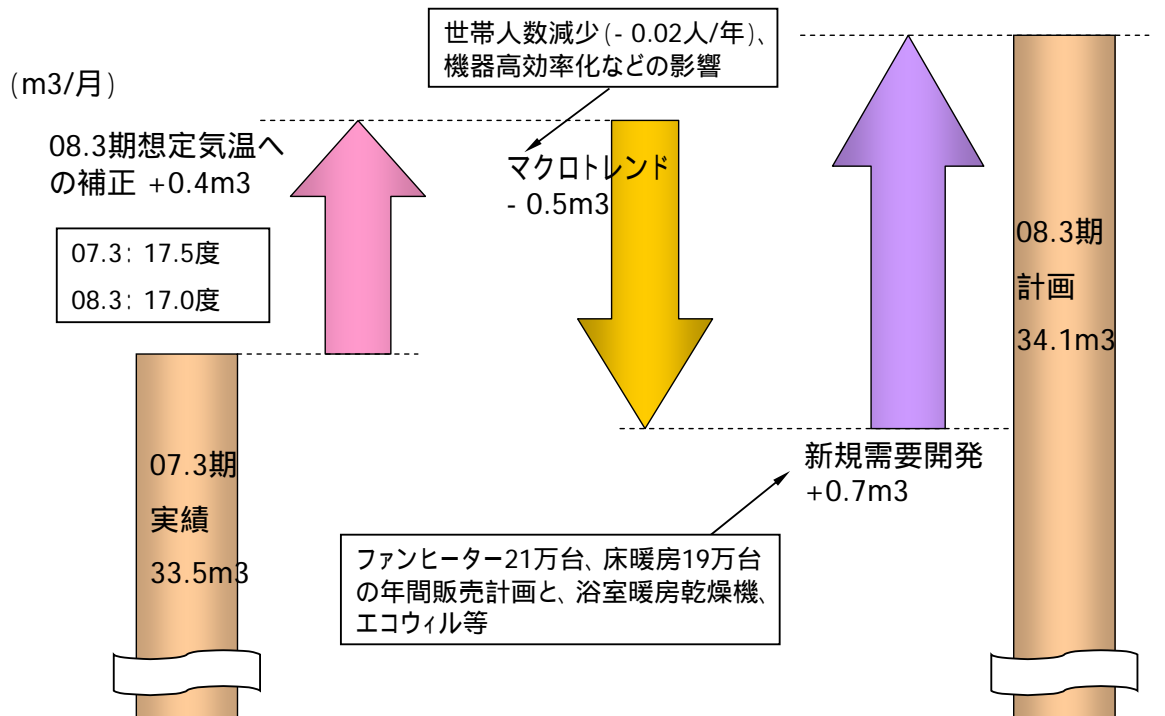 世帯人数減少(- 0.02人/年)、
機器高効率化などの影響
(m3/月)
08.3期想定気温へ
の補正 +0.4m3
マクロトレンド
- 0.5m3
07.3: 17.5度
08.3: 17.0度
08.3期
計画
34.1m3
新規需要開発
+0.7m3
07.3期
実績
33.5m3
ファンヒーター21万台、床暖房19万台
の年間販売計画と、浴室暖房乾燥機、
エコウィル等